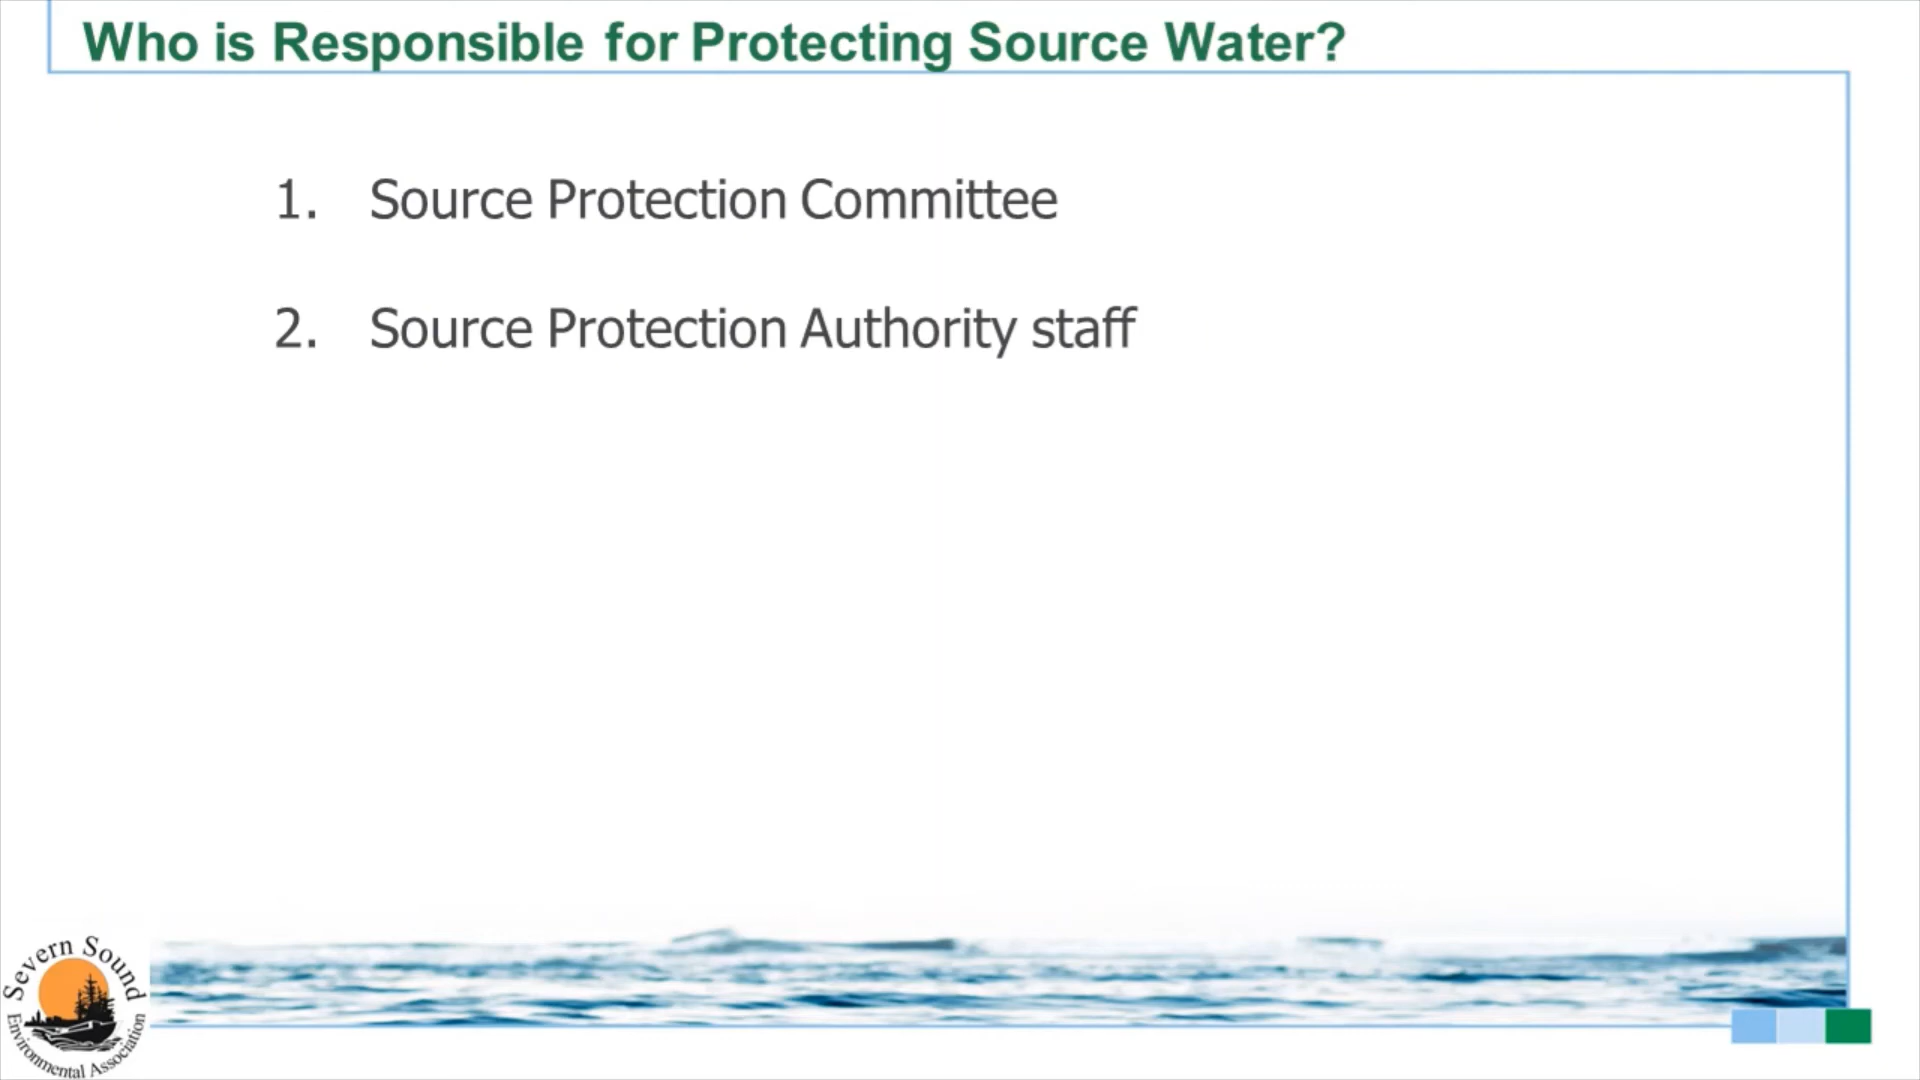 Who is Responsible for Protecting Source Water?
1. Source Protection Committee
2. Source Protection Authority staff
Severn Sound
Environmental Association